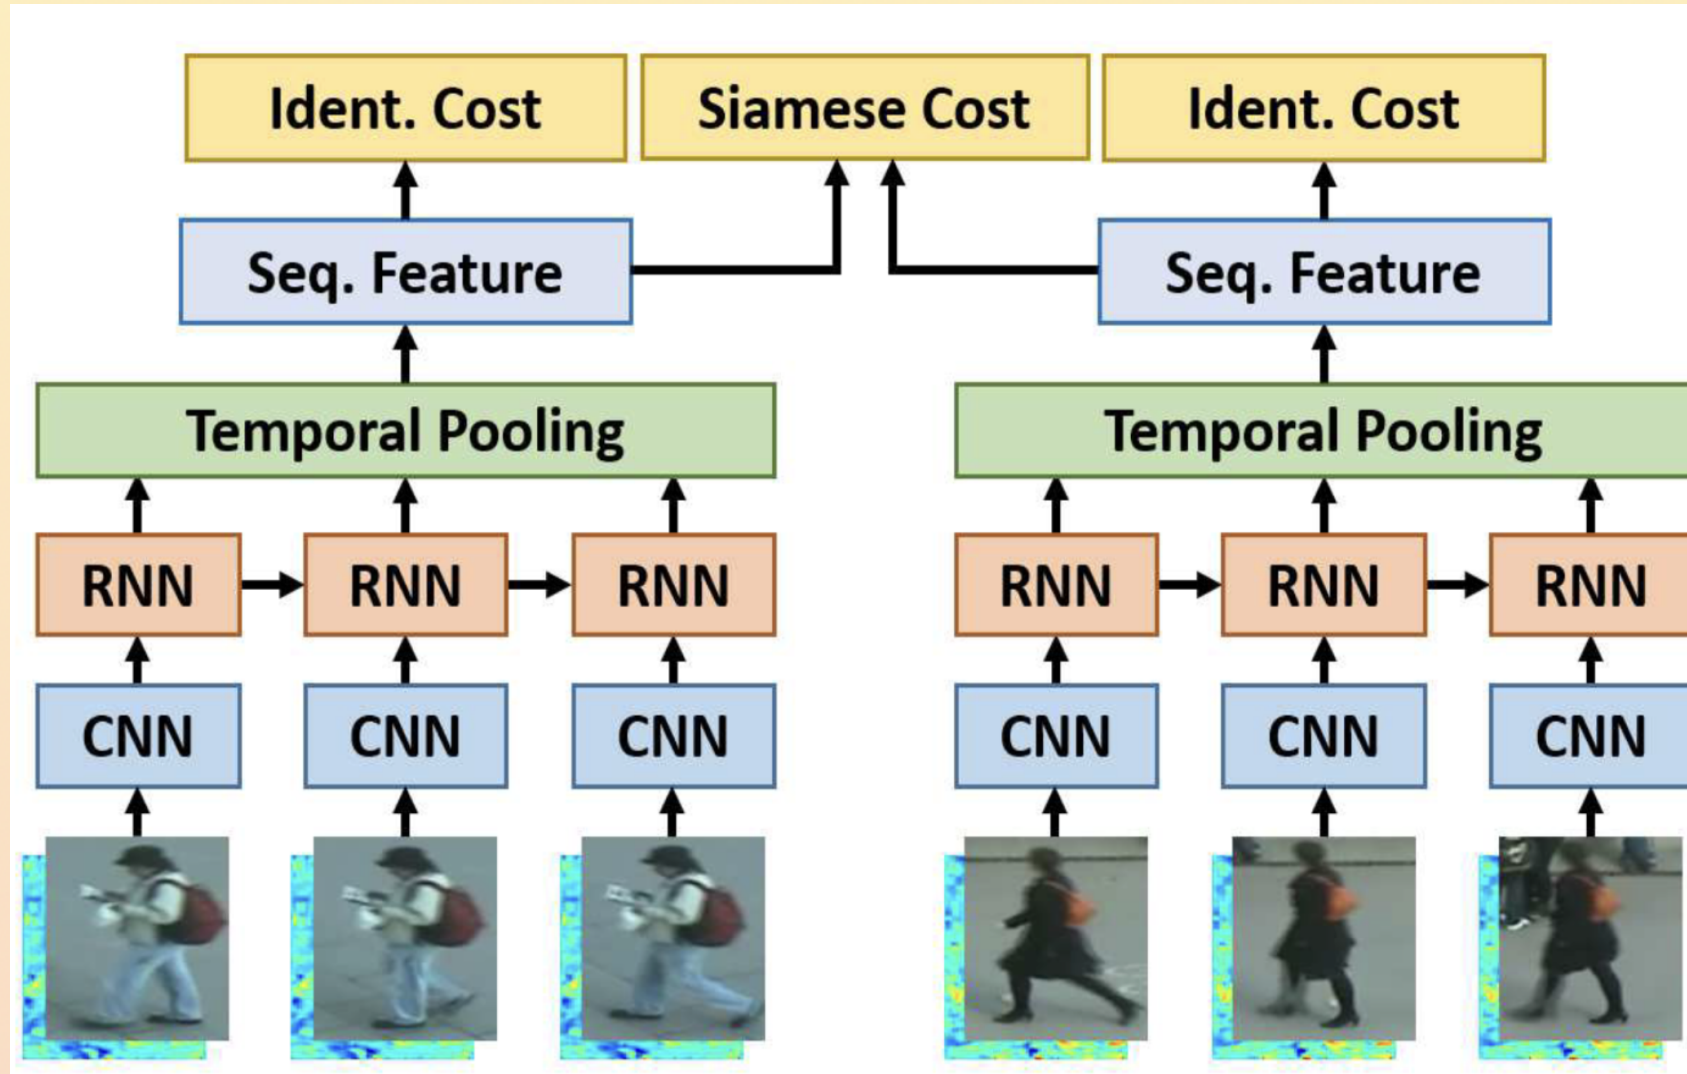 Ident. Cost
Siamese Cost
Ident. Cost
Seq. Feature
Seq. Feature
Temporal Pooling
Temporal Pooling
RNN
RNN
RNN
RNN
RNN
RNN
CNN
CNN
CNN
CNN
CNN
CNN